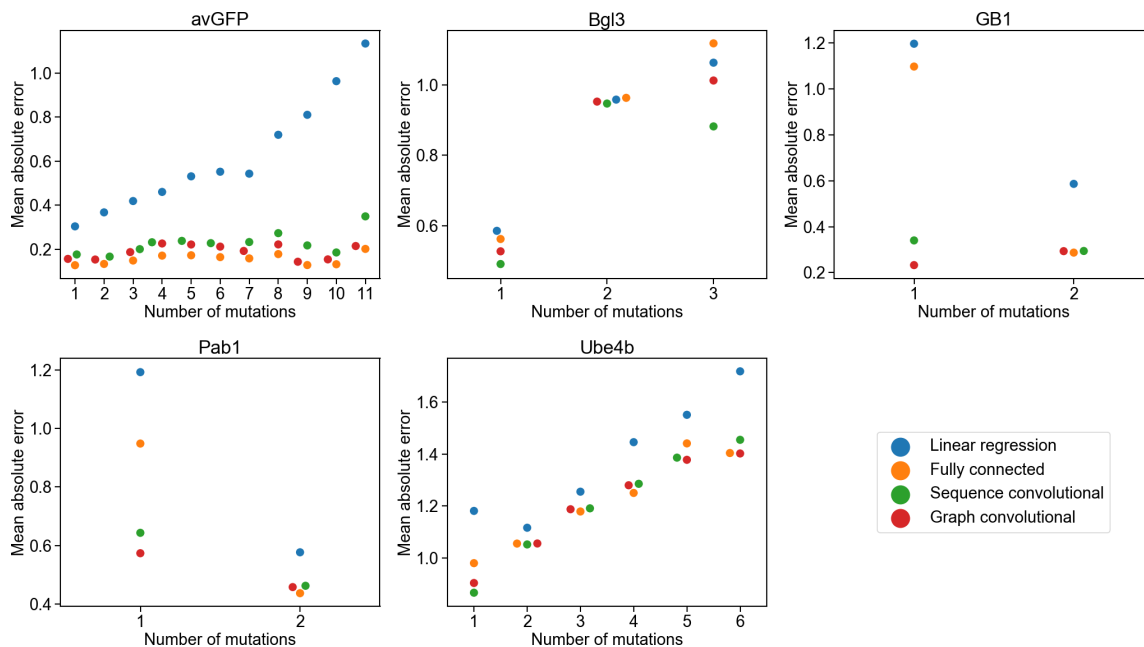 avGFP
Mean absolute error
1.0
0.8
0.6
0.4
0.2
1 2 3 4 5 6 7 8 9 10 11
Number of mutations
Bgl3
Mean absolute error
1.0
0.8
0.6
1 2 3
Number of mutations
GB1
Mean absolute error
1.2
1.0
0.8
0.6
0.4
0.2
1 2
Number of mutations
Pab1
Mean absolute error
1.2
1.0
0.8
0.6
0.4
1 2
Number of mutations
Ube4b
Mean absolute error
1.6
1.4
1.2
1.0
1 2 3 4 5 6
Number of mutations
Linear regression
Fully connected
Sequence convolutional
Graph convolutional